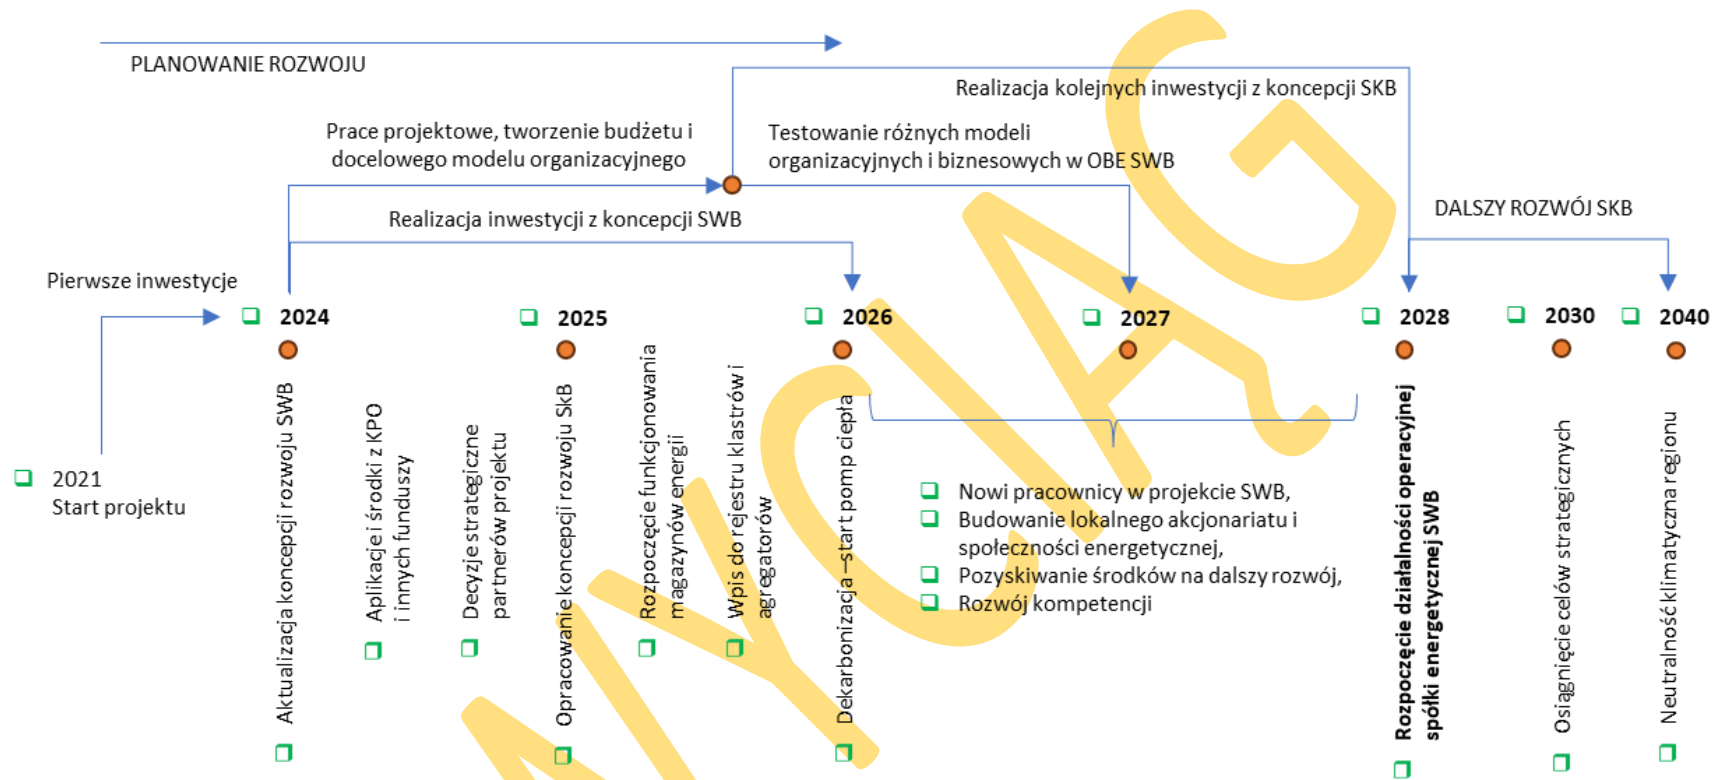 PLANOWANIE ROZWOJU
Realizacja kolejnych inwestycji z koncepcji SKB
Prace projektowe, tworzenie budżetu i
docelowego modelu organizacyjnego
Testowanie różnych modeli
organizacyjnych i biznesowych w OBE SWB
Realizacja inwestycji z koncepcji SWB
DALSZY ROZWÓJ SKB
Pierwsze inwestycje
2024
2025
2026
2027
2028
2030
2040
2021
Start projektu
Aktualizacja koncepcji rozwoju SWB
Aplikacje i środki z KPO
i innych funduszy
Decyzje strategiczne
partnerów projektu
Opracowanie koncepcji rozwoju SkB
Rozpoczęcie funkcjonowania
magazynów energii
Wpis do rejestru klastrów i
agregatorów
Dekarbonizacja – start pomp ciepła
Nowi pracownicy w projekcie SWB,
Budowanie lokalnego akcjonariatu i
społeczności energetycznej,
Pozyskiwanie środków na dalszy rozwój,
Rozwój kompetencji
Rozpoczęcie działalności operacyjnej
spółki energetycznej SWB
Osiągnięcie celów strategicznych
Neutralność klimatyczna regionu
WYCIĄG